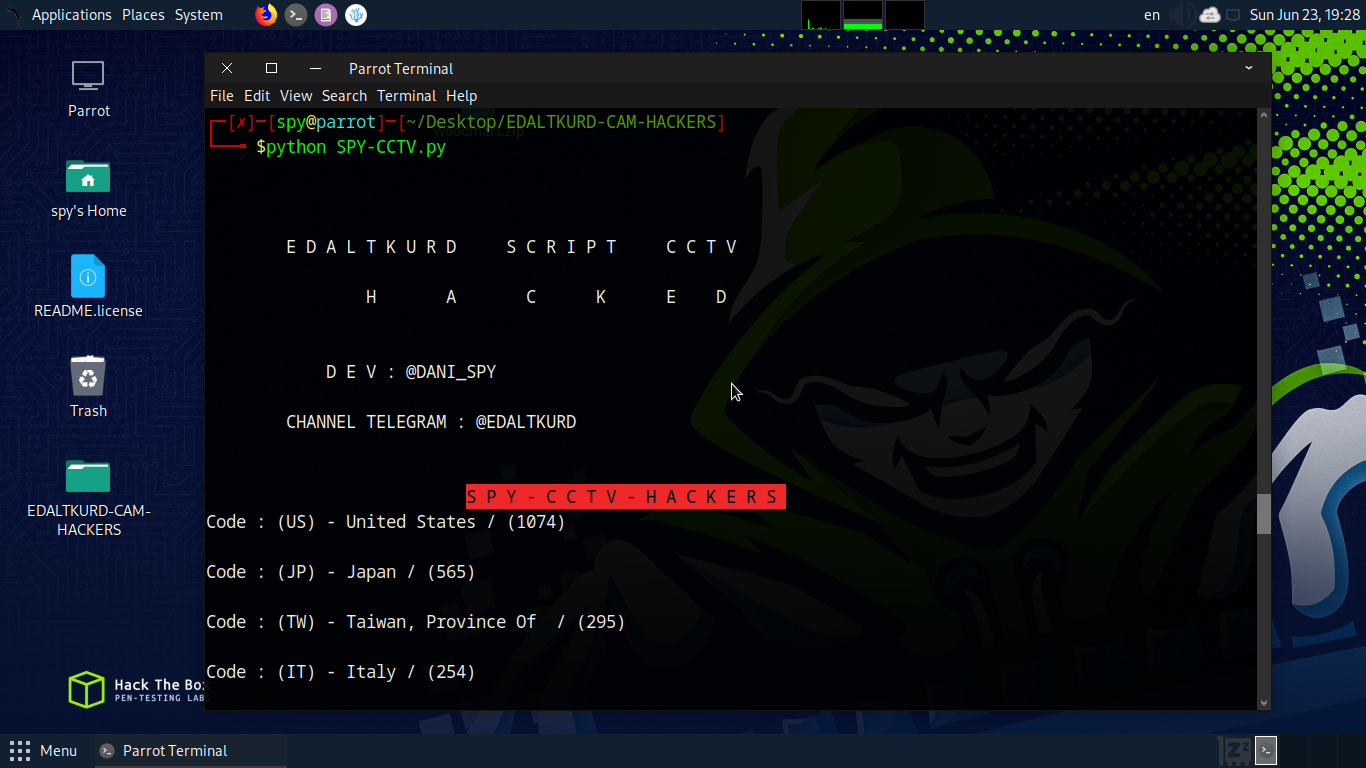 Applications Places System
en
Sun Jun 23, 19:28
Parrot
spy's Home
README.license
Trash
EDALTKURD-CAM-
HACKERS
Hack The Bo
PEN-TESTING LAB
Parrot Terminal
File Edit View Search Terminal Help
┌─[✗]─[spy@parrot]─[~/Desktop/EDALTKURD-CAM-HACKERS]
└──╼ $python SPY-CCTV.py
E D A L T K U R D S C R I P T C C T V
H A C K E D
D E V : @DANI_SPY
CHANNEL TELEGRAM : @EDALTKURD
S P Y - C C T V - H A C K E R S
Code : (US) - United States / (1074)
Code : (JP) - Japan / (565)
Code : (TW) - Taiwan, Province Of / (295)
Code : (IT) - Italy / (254)
Menu
Parrot Terminal